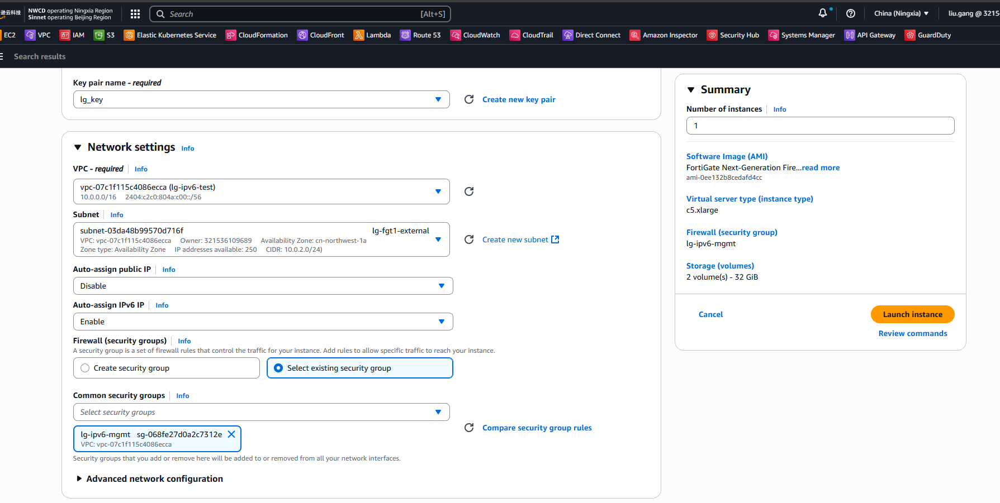 逊云科技
NWCD operating Ningxia Region
Sinnet operating Beijing Region
Search
[Alt+S]
China (Ningxia)
liu.gang @ 3215
EC2 VPC IAM S3 Elastic Kubernetes Service CloudFormation CloudFront Lambda Route 53 CloudWatch CloudTrail Direct Connect Amazon Inspector Security Hub Systems Manager API Gateway GuardDuty
Search results
Key pair name - required
lg_key
Create new key pair
Network settings Info
VPC - required Info
vpc-07c1f115c4086ecca (lg-ipv6-test)
10.0.0.0/16 2404:c2c0:804a:c00::/56
Subnet Info
subnet-03da48b99570d716f lg-fgt1-external
VPC: vpc-07c1f115c4086ecca Owner: 321536109689 Availability Zone: cn-northwest-1a
Zone type: Availability Zone IP addresses available: 250 CIDR: 10.0.2.0/24)
Create new subnet
Auto-assign public IP Info
Disable
Auto-assign IPv6 IP Info
Enable
Firewall (security groups) Info
A security group is a set of firewall rules that control the traffic for your instance. Add rules to allow specific traffic to reach your instance.
Create security group
Select existing security group
Common security groups Info
Select security groups
lg-ipv6-mgmt sg-068fe27d0a2c7312e
VPC: vpc-07c1f115c4086ecca
Compare security group rules
Security groups that you add or remove here will be added to or removed from all your network interfaces.
Advanced network configuration
Summary
Number of instances Info
1
Software Image (AMI)
FortiGate Next-Generation Fire...read more
ami-0ee132b8cedafd4cc
Virtual server type (instance type)
c5.xlarge
Firewall (security group)
lg-ipv6-mgmt
Storage (volumes)
2 volume(s) - 32 GiB
Cancel
Launch instance
Review commands